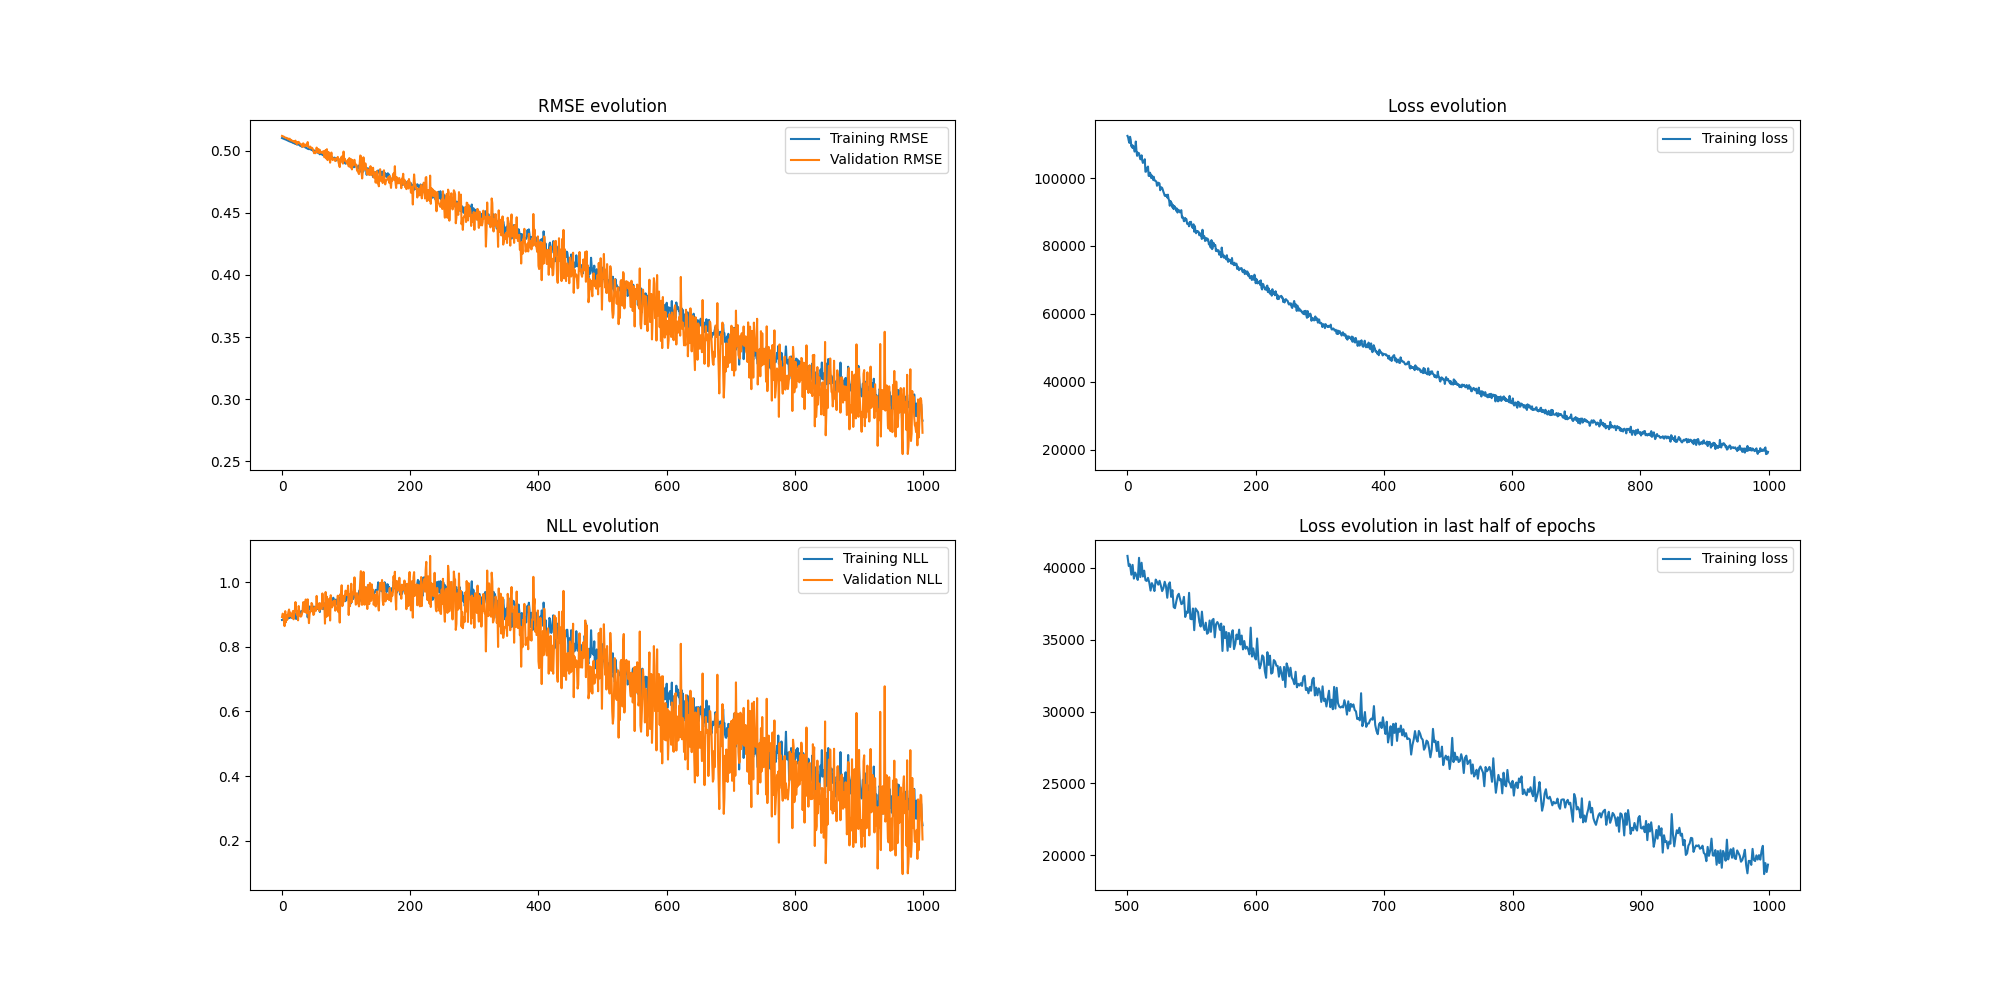 RMSE evolution
Training RMSE
Validation RMSE
0.50
0.45
0.40
0.35
0.30
0.25
0 200 400 600 800 1000
Loss evolution
Training loss
100000
80000
60000
40000
20000
0 200 400 600 800 1000
NLL evolution
Training NLL
Validation NLL
1.0
0.8
0.6
0.4
0.2
0 200 400 600 800 1000
Loss evolution in last half of epochs
Training loss
40000
35000
30000
25000
20000
500 600 700 800 900 1000